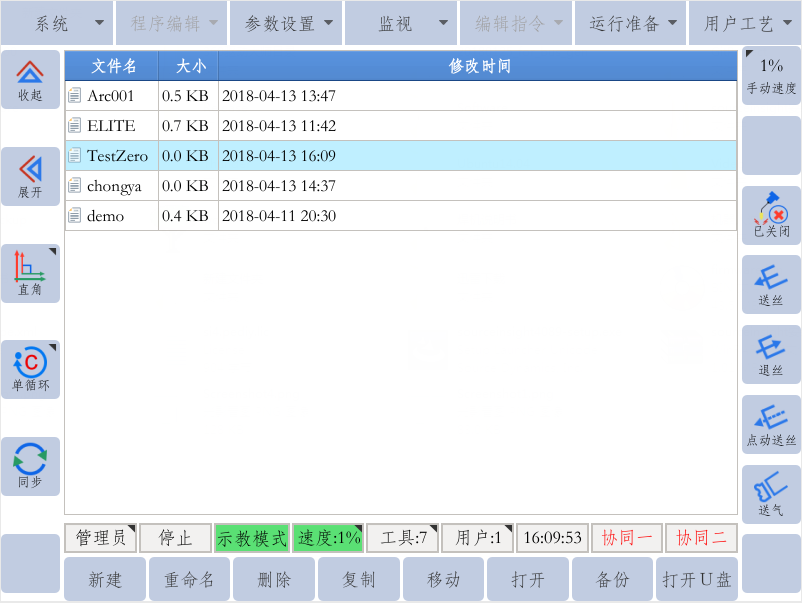 系统 程序编辑 参数设置 监视 编辑指令 运行准备 用户工艺
收起
展开
直角
C
单循环
同步
文件名 大小 修改时间
Arc001 0.5 KB 2018-04-13 13:47
ELITE 0.7 KB 2018-04-13 11:42
TestZero 0.0 KB 2018-04-13 16:09
chongya 0.0 KB 2018-04-13 14:37
demo 0.4 KB 2018-04-11 20:30
1%
手动速度
已关闭
送丝
退丝
点动送丝
送气
管理员 停止 示教模式 速度:1% 工具:7 用户:1 16:09:53 协同一 协同二
新建 重命名 删除 复制 移动 打开 备份 打开U盘